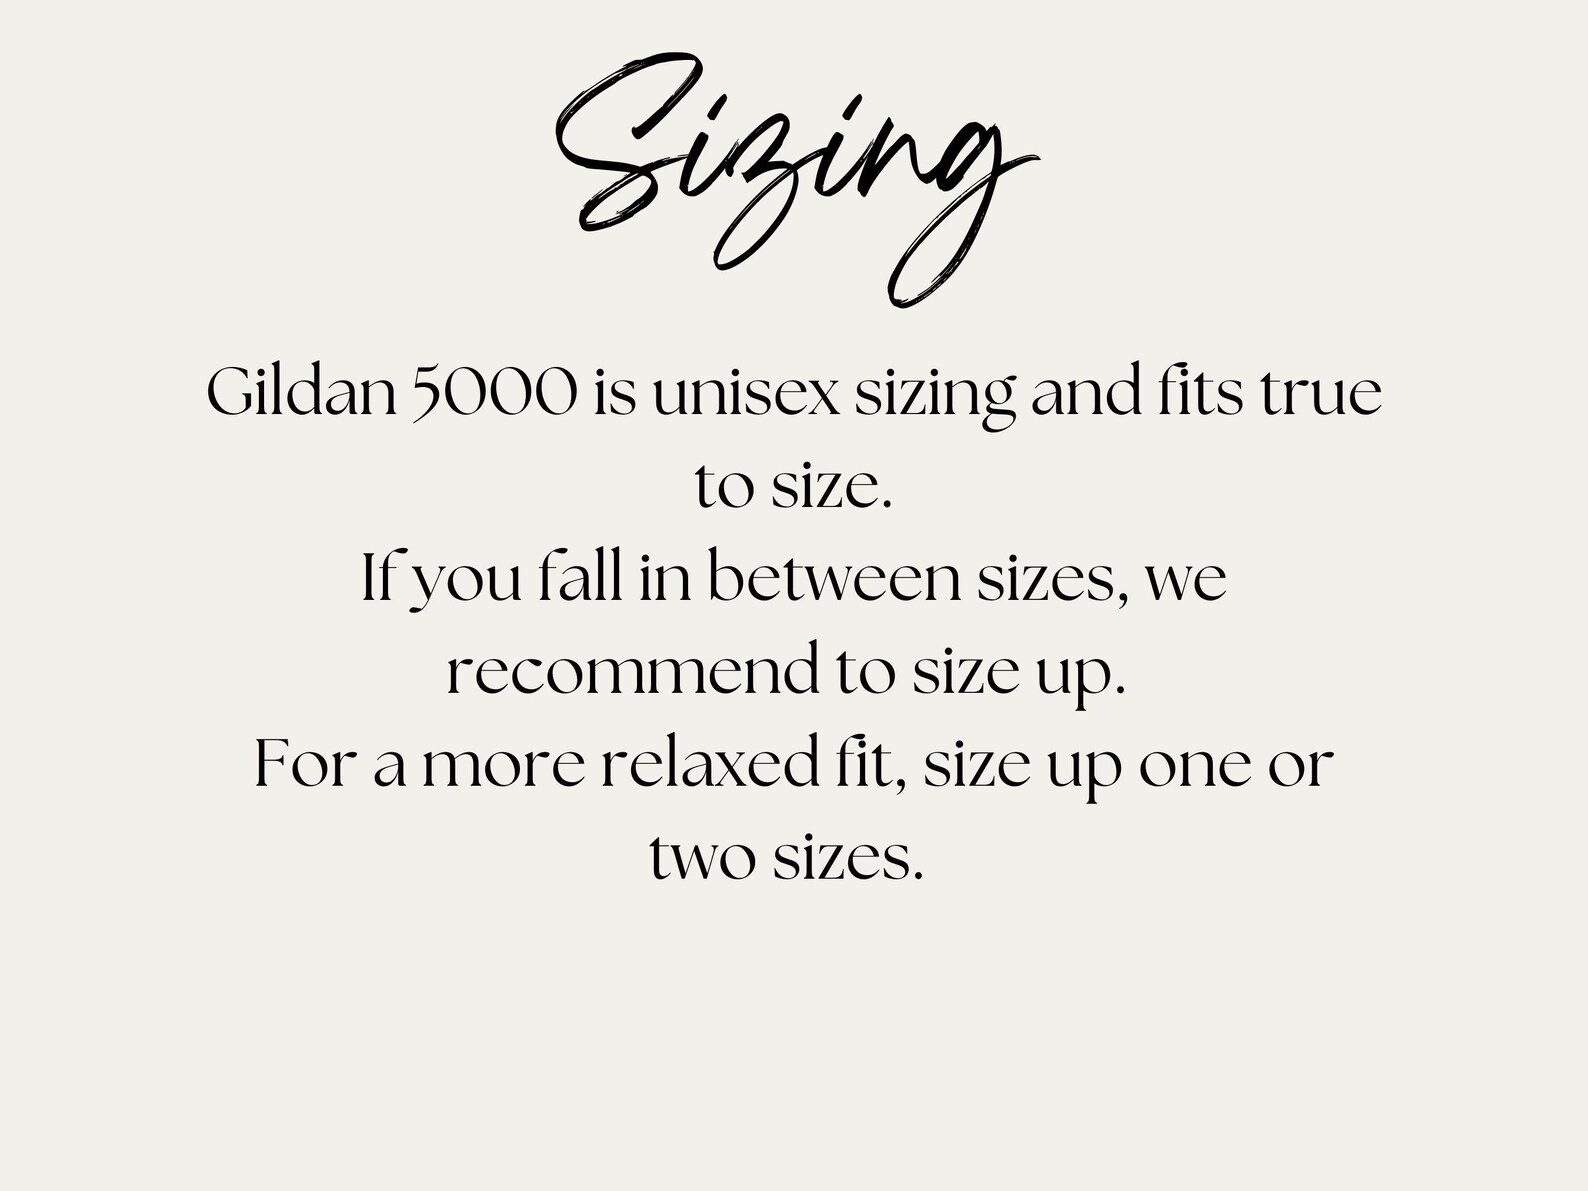 Sizing
Gildan 5000 is unisex sizing and fits true
to size.
If you fall in between sizes, we
recommend to size up.
For a more relaxed fit, size up one or
two sizes.